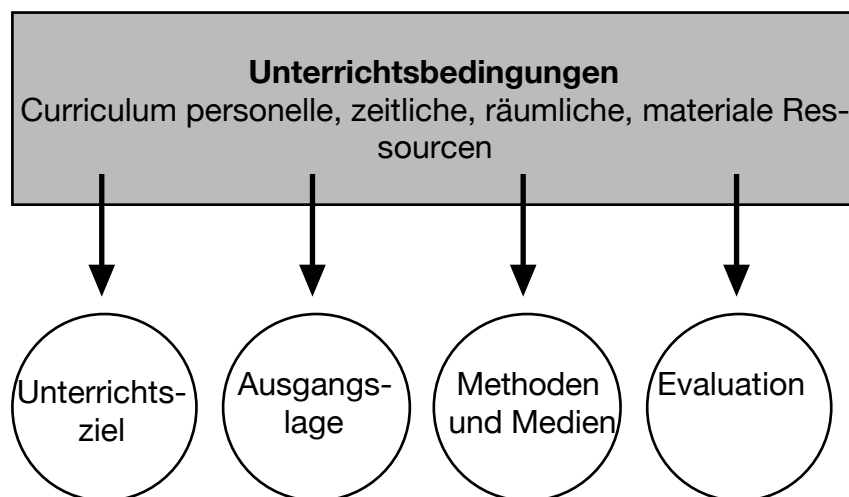 Unterrichtsbedingungen
Curriculum personelle, zeitliche, räumliche, materiale Res-
sourcen
Unterrichts-
ziel
Ausgangs-
lage
Methoden
und Medien
Evaluation